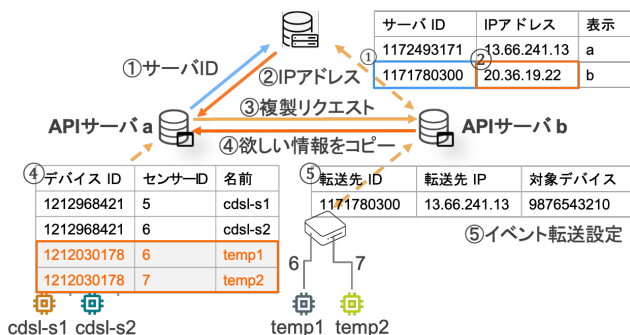 サーバ ID IPアドレス 表示
1172493171 13.66.241.13 a
① 1171780300 ② 20.36.19.22 b
①サーバID
②IPアドレス
③複製リクエスト
APIサーバ a
APIサーバ b
④欲しい情報をコピー
④ デバイス ID センサーID 名前
1212968421 5 cdsl-s1
1212968421 6 cdsl-s2
1212030178 6 temp1
1212030178 7 temp2
⑤ 転送先 ID 転送先 IP 対象デバイス
1171780300 13.66.241.13 9876543210
⑤イベント転送設定
6 7
cdsl-s1 cdsl-s2 temp1 temp2